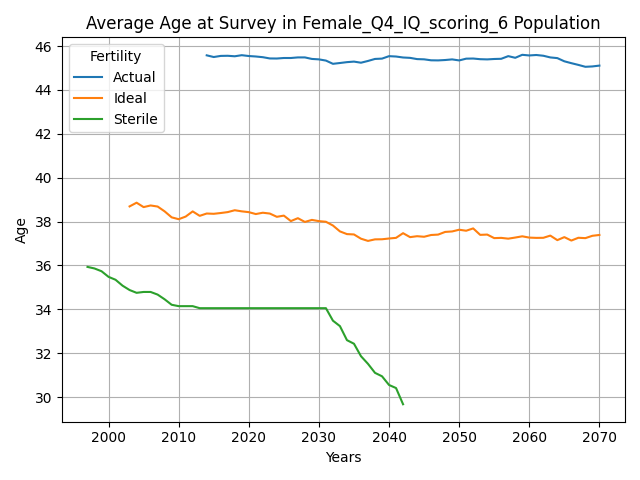 Average Age at Survey in Female_Q4_IQ_scoring_6 Population
Fertility
Actual
Ideal
Sterile
Age
46
44
42
40
38
36
34
32
30
2000 2010 2020 2030 2040 2050 2060 2070
Years